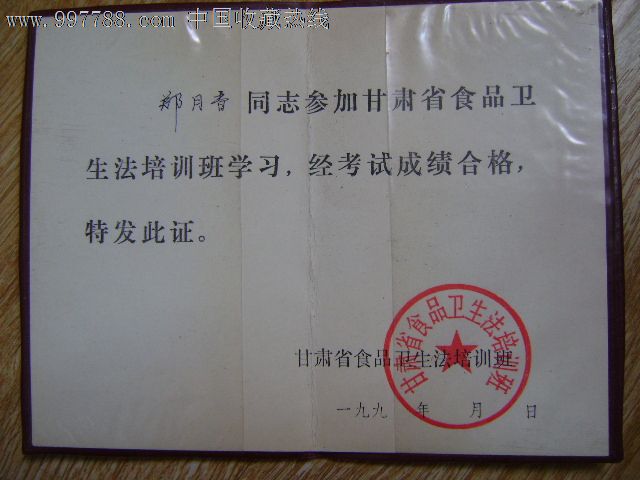 www.997788.com 中国收藏热线
郑月香 同志参加甘肃省食品卫
生法培训班学习，经考试成绩合格，
特发此证。
甘肃省食品卫生法培训班
甘肃省食品卫生法培训班
一九九 年 月 日